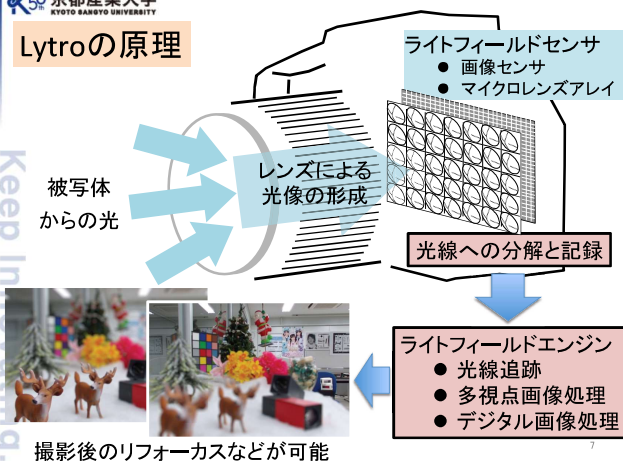 50th 京都産業大学
KYOTO SANGYO UNIVERSITY
Lytroの原理
ライトフィールドセンサ
● 画像センサ
● マイクロレンズアレイ
被写体
からの光
レンズによる
光像の形成
光線への分解と記録
ライトフィールドエンジン
● 光線追跡
● 多視点画像処理
● デジタル画像処理
撮影後のリフォーカスなどが可能
7
Keep In